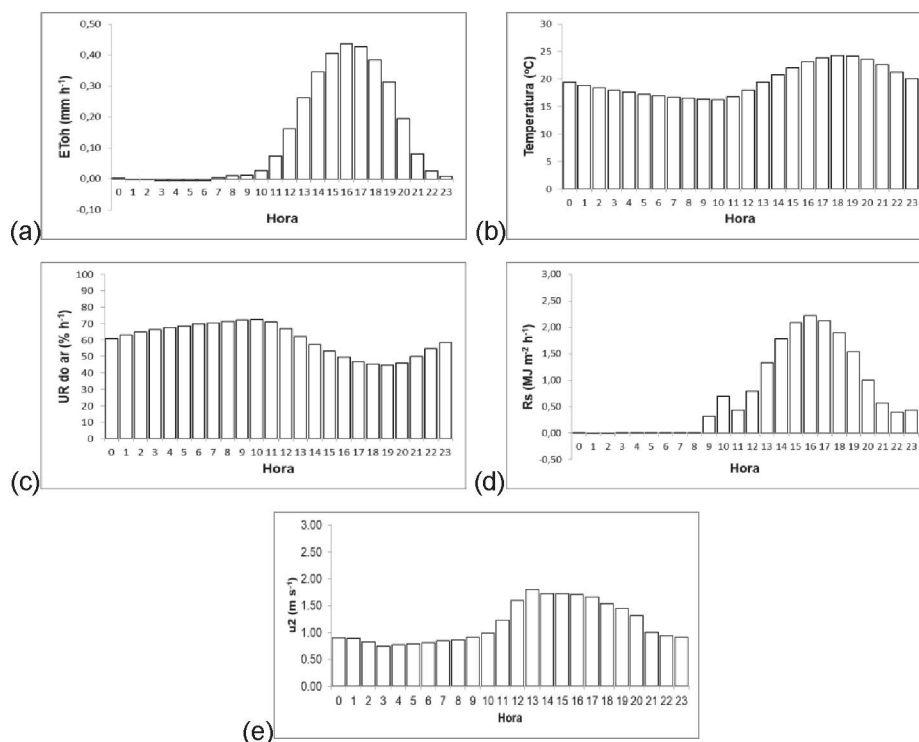 0,50
0,40
0,30
0,20
0,10
0,00
-0,10
EToh (mm h-1)
0 1 2 3 4 5 6 7 8 9 10 11 12 13 14 15 16 17 18 19 20 21 22 23
Hora
(a)
30
25
20
15
10
5
0
Temperatura (ºC)
0 1 2 3 4 5 6 7 8 9 10 11 12 13 14 15 16 17 18 19 20 21 22 23
Hora
(b)
100
90
80
70
60
50
40
30
20
10
0
UR do ar (% h-1)
0 1 2 3 4 5 6 7 8 9 10 11 12 13 14 15 16 17 18 19 20 21 22 23
Hora
(c)
3,00
2,50
2,00
1,50
1,00
0,50
0,00
-0,50
Rs (MJ m-2 h-1)
0 1 2 3 4 5 6 7 8 9 10 11 12 13 14 15 16 17 18 19 20 21 22 23
Hora
(d)
3.00
2.50
2.00
1.50
1.00
0.50
0.00
u2 (m s-1)
0 1 2 3 4 5 6 7 8 9 10 11 12 13 14 15 16 17 18 19 20 21 22 23
Hora
(e)